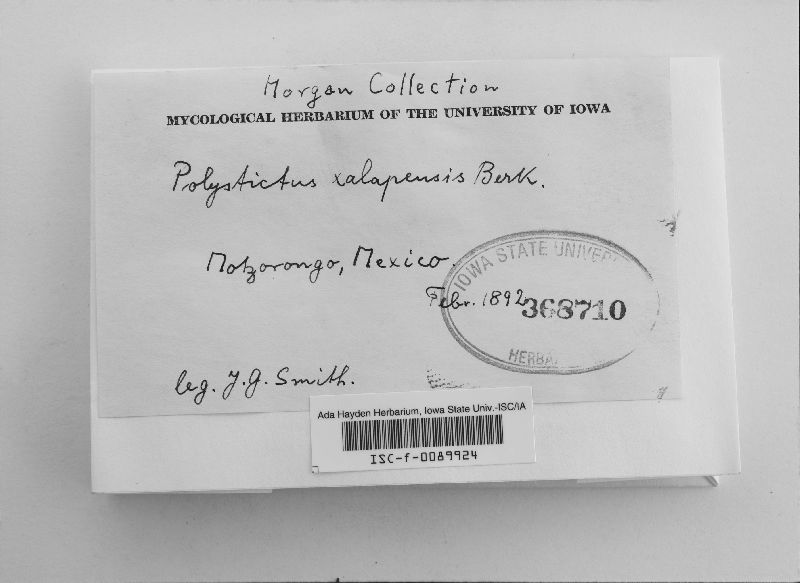 Morgan Collection
MYCOLOGICAL HERBARIUM OF THE UNIVERSITY OF IOWA
Polystictus xalapensis Berk.
Motzorongo, Mexico.
Febr. 1892
IOWA STATE UNIVER
368710
HERBA
leg. J.G. Smith.
Ada Hayden Herbarium, Iowa State Univ.-ISC/IA
ISC-f-0089924